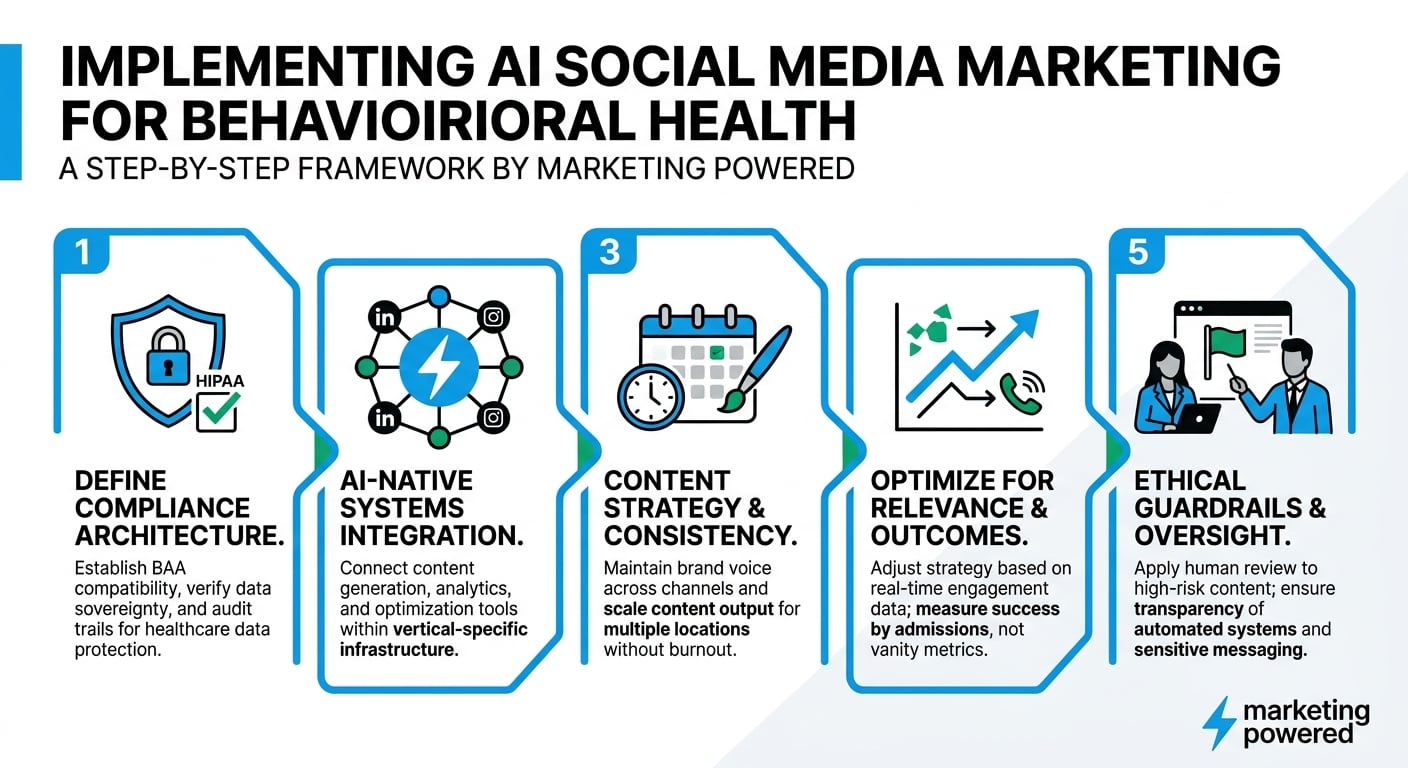 IMPLEMENTING AI SOCIAL MEDIA MARKETING
FOR BEHAVIOIRIORAL HEALTH
A STEP-BY-STEP FRAMEWORK BY MARKETING POWERED
1
HIPAA
DEFINE
COMPLIANCE
ARCHITECTURE.
Establish BAA
compatibility, verify data
sovereignty, and audit
trails for healthcare data
protection.
in
in
AI-NATIVE
SYSTEMS
INTEGRATION.
Connect content
generation, analytics,
and optimization tools
within vertical-specific
infrastructure.
3
CONTENT
STRATEGY &
CONSISTENCY.
Maintain brand voice
across channels and
scale content output for
multiple locations
without burnout.
OPTIMIZE FOR
RELEVANCE &
OUTCOMES.
Adjust strategy based on
real-time engagement
data; measure success
by admissions, not
vanity metrics.
5
ETHICAL
GUARDRAILS &
OVERSIGHT.
Apply human review to
high-risk content; ensure
transparency of
automated systems and
sensitive messaging.
marketing
powered